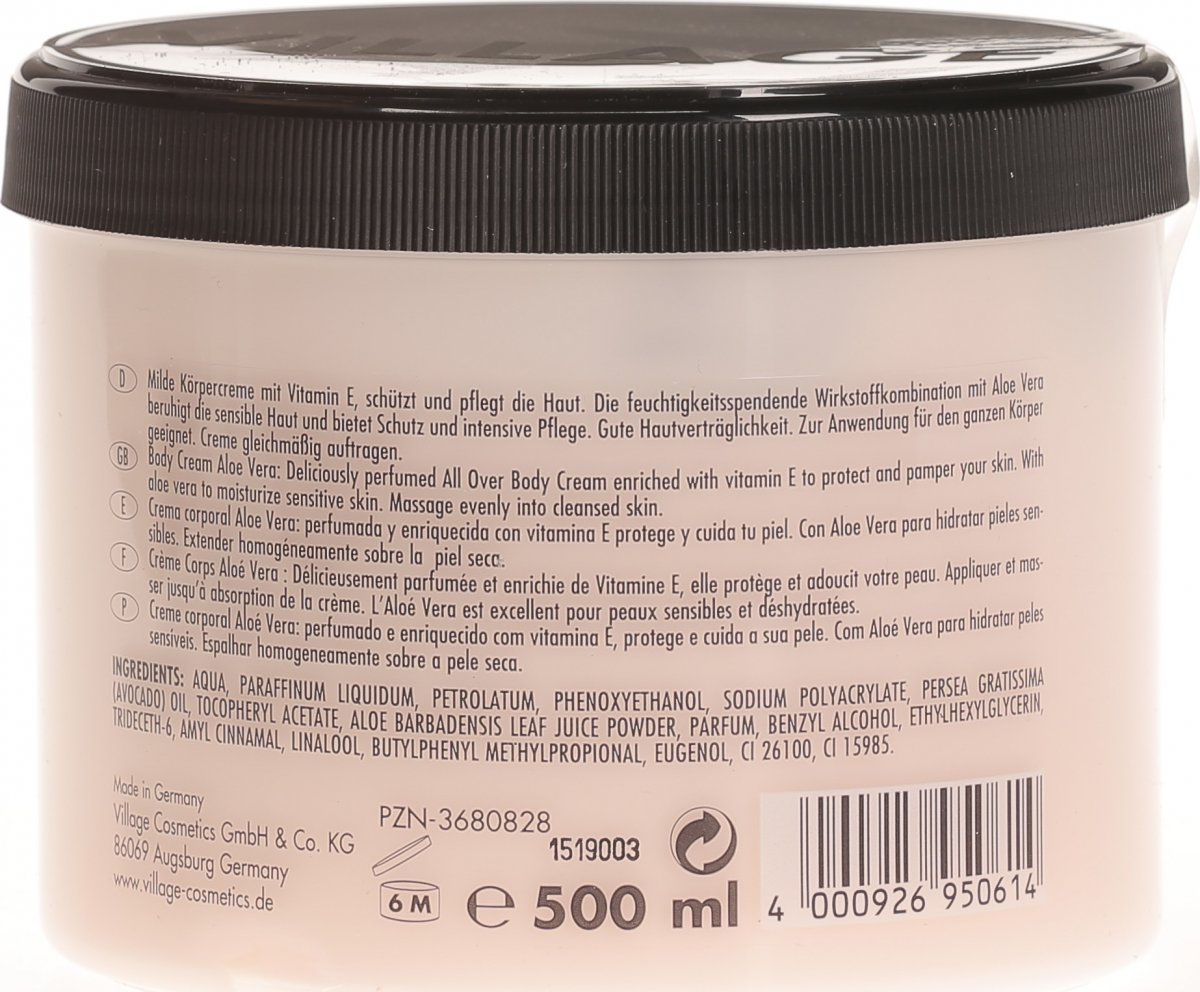 VILLAGE
D Milde Körpercreme mit Vitamin E, schützt und pflegt die Haut. Die feuchtigkeitsspendende Wirkstoffkombination mit Aloe Vera
beruhigt die sensible Haut und bietet Schutz und intensive Pflege. Gute Hautverträglichkeit. Zur Anwendung für den ganzen Körper
geeignet. Creme gleichmäßig auftragen.
GB Body Cream Aloe Vera: Deliciously perfumed All Over Body Cream enriched with vitamin E to protect and pamper your skin. With
aloe vera to moisturize sensitive skin. Massage evenly into cleansed skin.
E Crema corporal Aloe Vera: perfumada y enriquecida con vitamina E protege y cuida tu piel. Con Aloe Vera para hidratar pieles sen-
sibles. Extender homogéneamente sobre la piel seca.
F Crème Corps Aloé Vera : Délicieusement parfumée et enrichie de Vitamine E, elle protège et adoucit votre peau. Appliquer et mas-
ser jusqu'à absorption de la crème. L'Aloé Vera est excellent pour peaux sensibles et déshydratées.
P Creme corporal Aloé Vera: perfumado e enriquecido com vitamina E, protege e cuida a sua pele. Com Aloé Vera para hidratar peles
sensíveis. Espalhar homogeneamente sobre a pele seca.
INGREDIENTS: AQUA, PARAFFINUM LIQUIDUM, PETROLATUM, PHENOXYETHANOL, SODIUM POLYACRYLATE, PERSEA GRATISSIMA
(AVOCADO) OIL, TOCOPHERYL ACETATE, ALOE BARBADENSIS LEAF JUICE POWDER, PARFUM, BENZYL ALCOHOL, ETHYLHEXYLGLYCERIN,
TRIDECETH-6, AMYL CINNAMAL, LINALOOL, BUTYLPHENYL METHYLPROPIONAL, EUGENOL, CI 26100, CI 15985.
Made in Germany
Village Cosmetics GmbH & Co. KG
86069 Augsburg Germany
www.village-cosmetics.de
PZN-3680828
1519003
6 M
℮ 500 ml
4 000926 950614